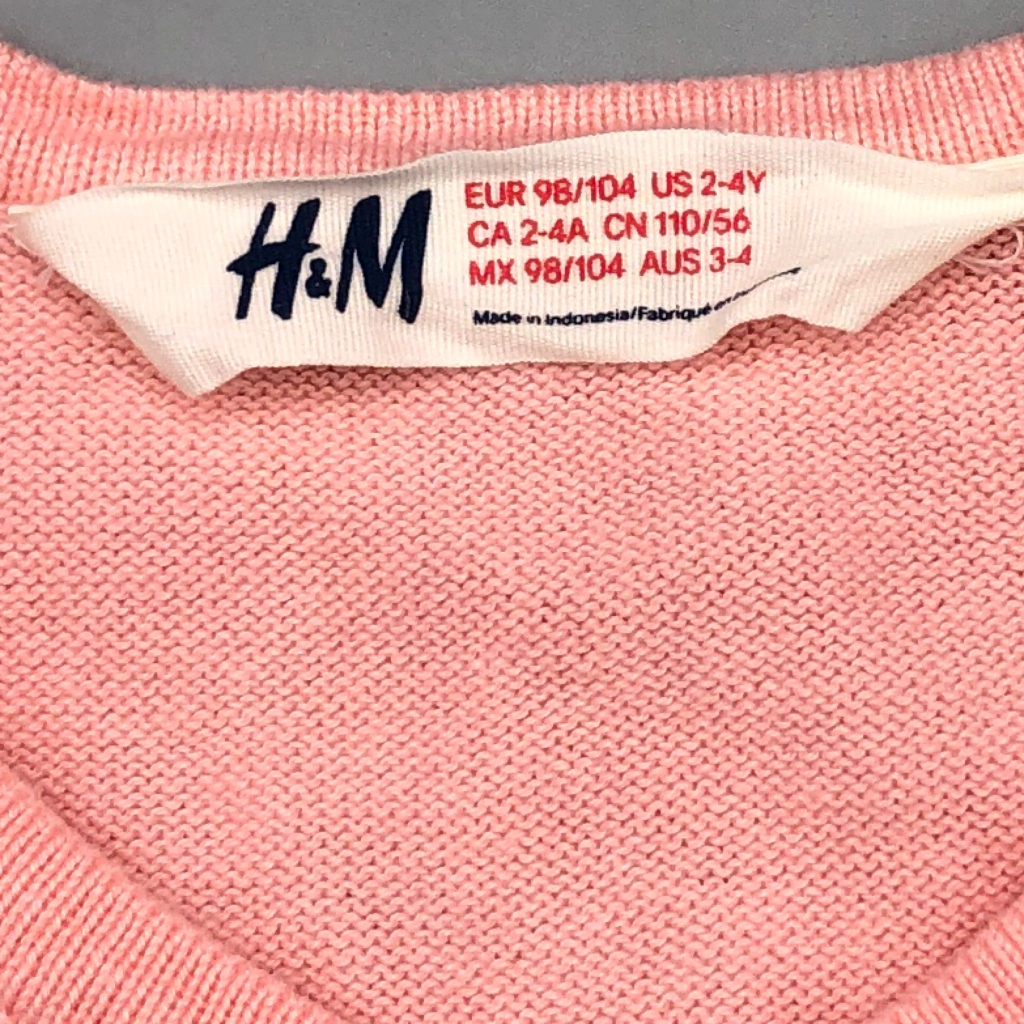 H&M
EUR 98/104 US 2-4Y
CA 2-4A CN 110/56
MX 98/104 AUS 3-4
Made in Indonesia/Fabriqué en